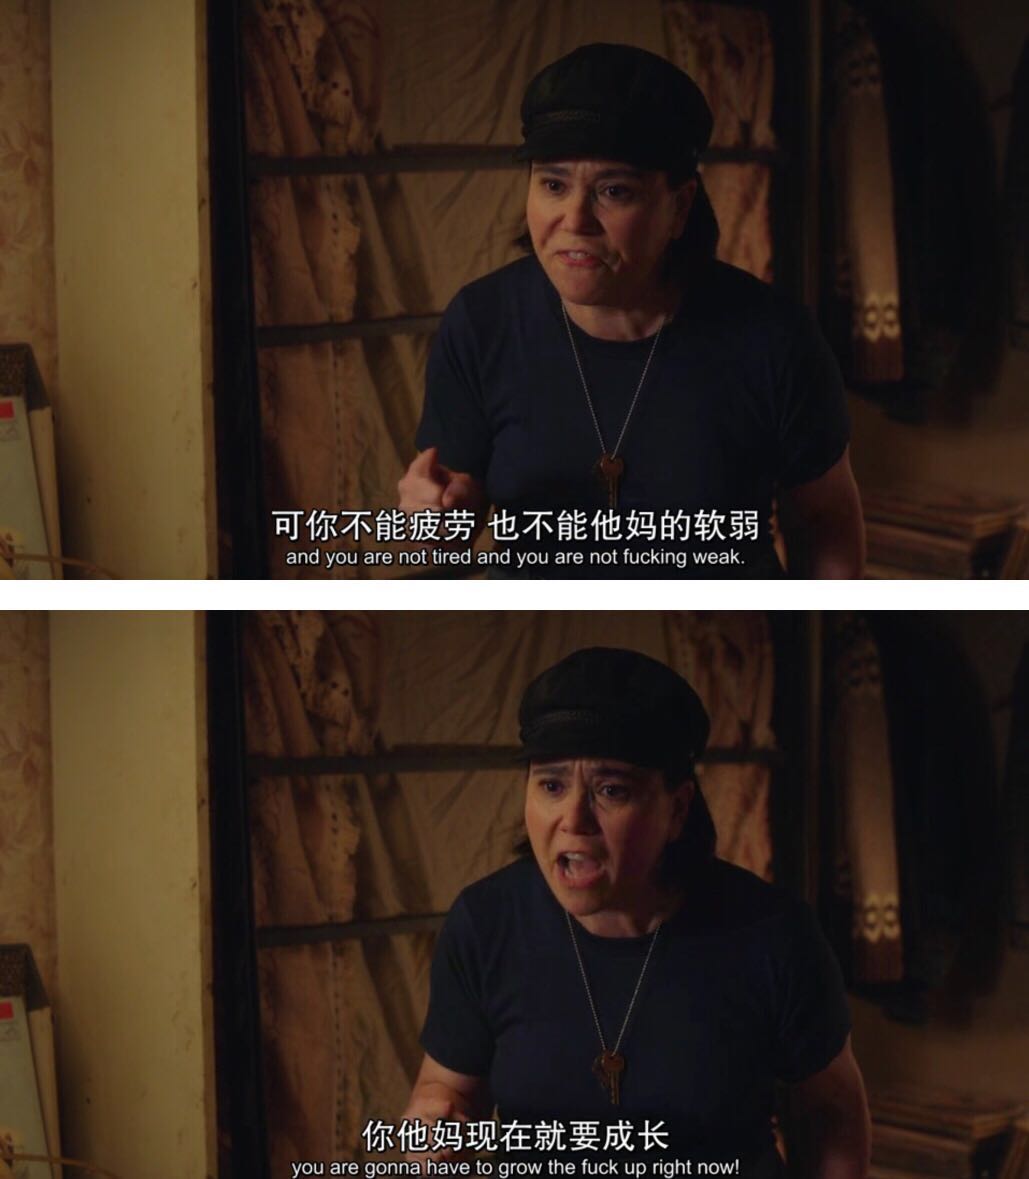 可你不能疲劳 也不能他妈的软弱
and you are not tired and you are not fucking weak.
你他妈现在就要成长
you are gonna have to grow the fuck up right now!